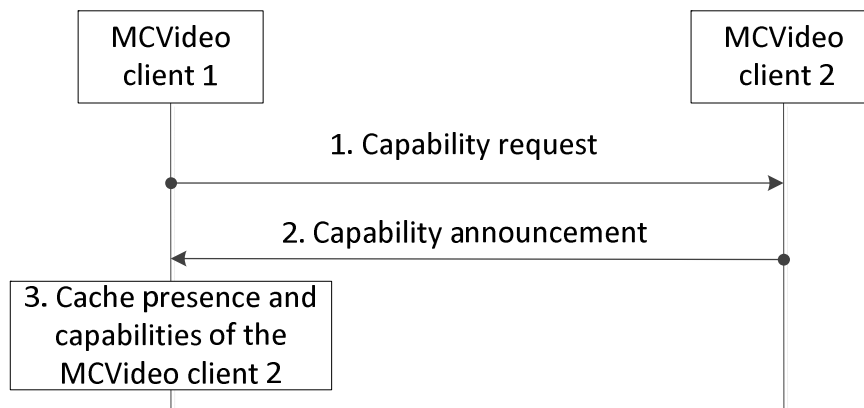 MCVideo
client 1
MCVideo
client 2
1. Capability request
2. Capability announcement
3. Cache presence and
capabilities of the
MCVideo client 2